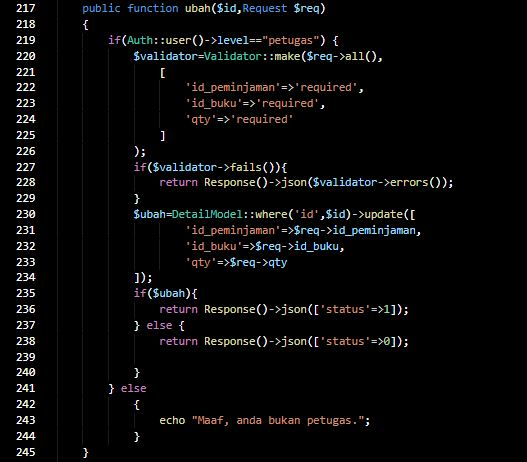 217 public function ubah($id,Request $req)
218 {
219 if(Auth::user()->level=="petugas") {
220 $validator=Validator::make($req->all(),
221 [
222 'id_peminjaman'=>'required',
223 'id_buku'=>'required',
224 'qty'=>'required'
225 ]
226 );
227 if($validator->fails()){
228 return Response()->json($validator->errors());
229 }
230 $ubah=DetailModel::where('id',$id)->update([
231 'id_peminjaman'=>$req->id_peminjaman,
232 'id_buku'=>$req->id_buku,
233 'qty'=>$req->qty
234 ]);
235 if($ubah){
236 return Response()->json(['status'=>1]);
237 } else {
238 return Response()->json(['status'=>0]);
239
240 }
241 } else
242 {
243 echo "Maaf, anda bukan petugas.";
244 }
245 }